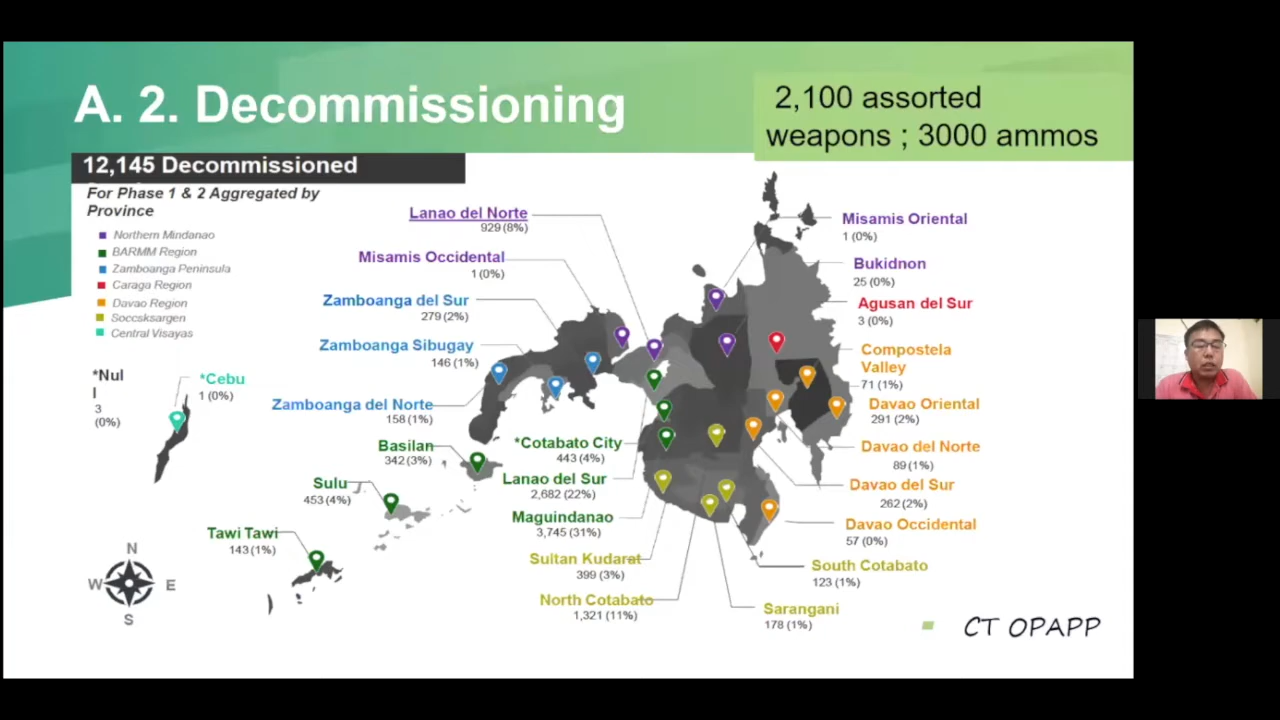 A. 2. Decommissioning
2,100 assorted
weapons ; 3000 ammos
12,145 Decommissioned
For Phase 1 & 2 Aggregated by
Province
Northern Mindanao
BARMM Region
Zamboanga Peninsula
Caraga Region
Davao Region
Soccsksargen
Central Visayas
*Nul
l
3
(0%)
*Cebu
1 (0%)
Lanao del Norte
929 (8%)
Misamis Occidental
1 (0%)
Zamboanga del Sur
279 (2%)
Zamboanga Sibugay
146 (1%)
Zamboanga del Norte
158 (1%)
Basilan
342 (3%)
Sulu
453 (4%)
Tawi Tawi
143 (1%)
*Cotabato City
443 (4%)
Lanao del Sur
2,682 (22%)
Maguindanao
3,745 (31%)
Sultan Kudarat
399 (3%)
North Cotabato
1,321 (11%)
Misamis Oriental
1 (0%)
Bukidnon
25 (0%)
Agusan del Sur
3 (0%)
Compostela
Valley
71 (1%)
Davao Oriental
291 (2%)
Davao del Norte
89 (1%)
Davao del Sur
262 (2%)
Davao Occidental
57 (0%)
South Cotabato
123 (1%)
Sarangani
178 (1%)
N
W
E
S
CT OPAPP